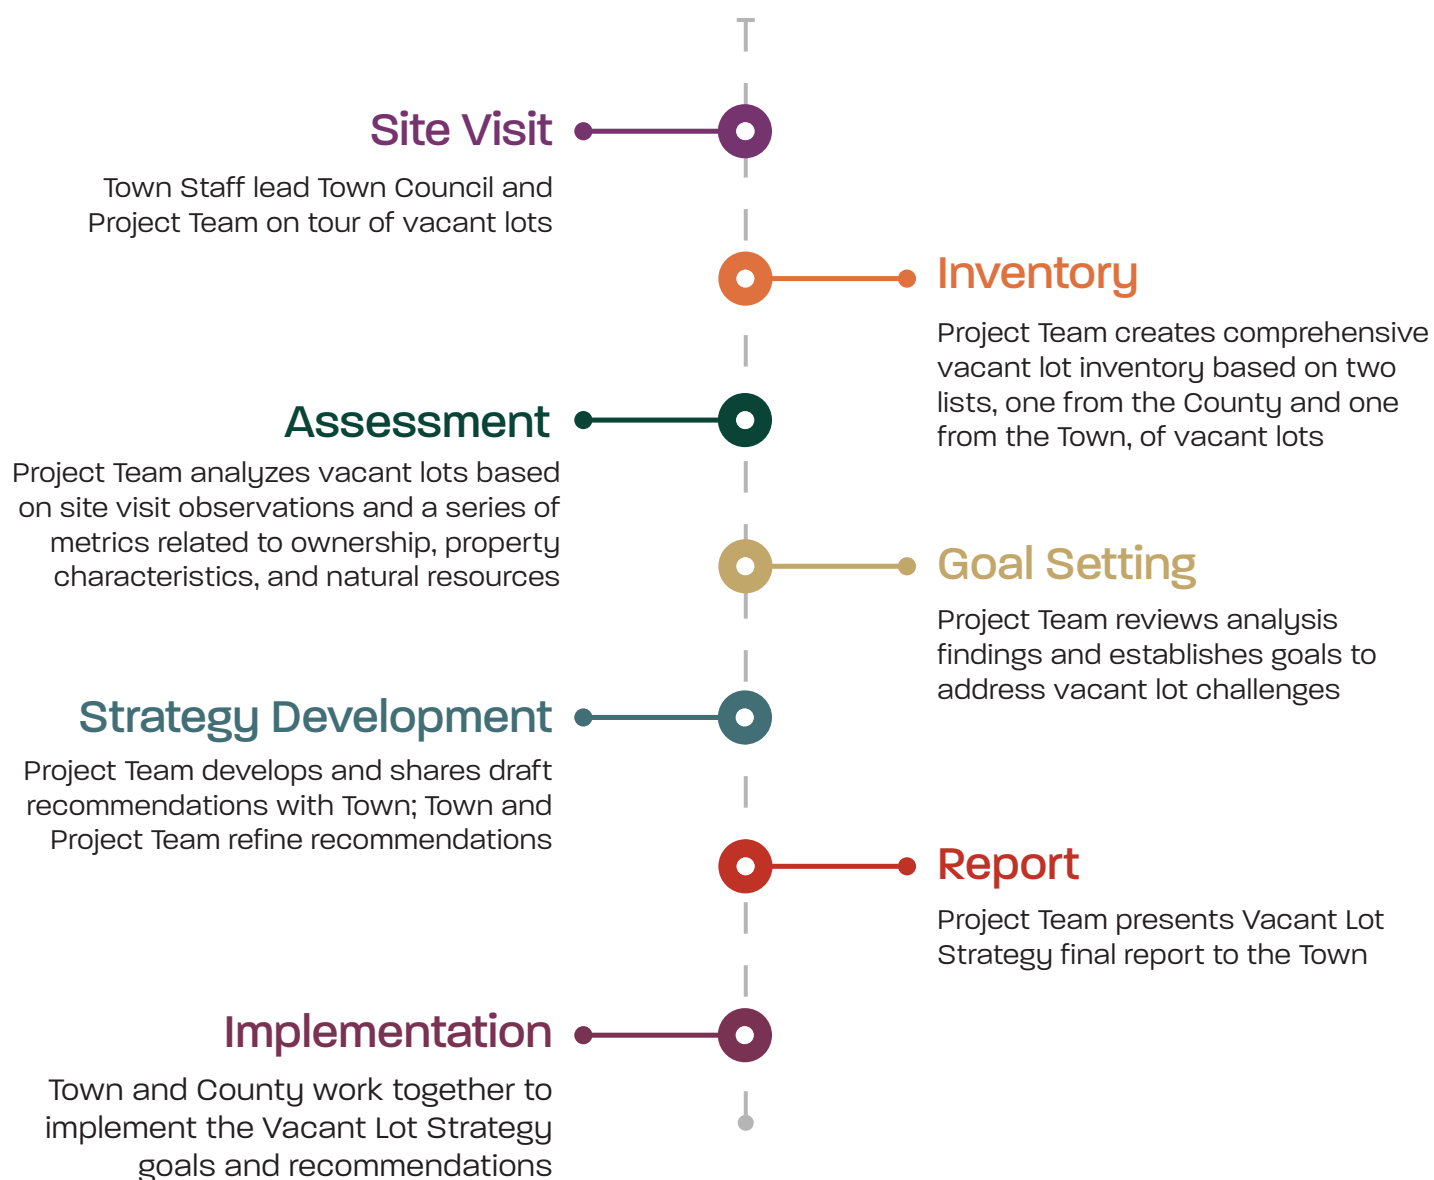 Site Visit
Town Staff lead Town Council and
Project Team on tour of vacant lots
Inventory
Project Team creates comprehensive
vacant lot inventory based on two
lists, one from the County and one
from the Town, of vacant lots
Assessment
Project Team analyzes vacant lots based
on site visit observations and a series of
metrics related to ownership, property
characteristics, and natural resources
Goal Setting
Project Team reviews analysis
findings and establishes goals to
address vacant lot challenges
Strategy Development
Project Team develops and shares draft
recommendations with Town; Town and
Project Team refine recommendations
Report
Project Team presents Vacant Lot
Strategy final report to the Town
Implementation
Town and County work together to
implement the Vacant Lot Strategy
goals and recommendations